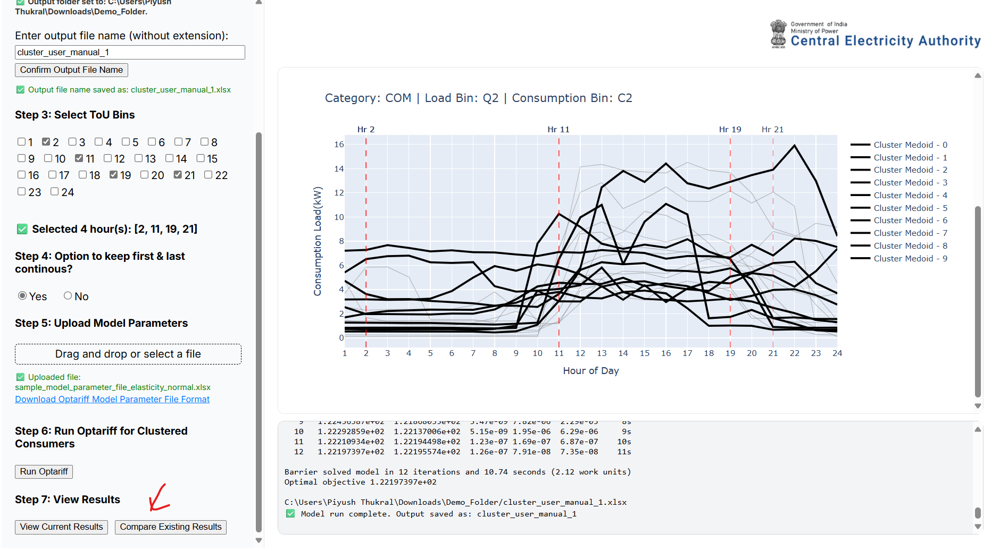 ✅ Output folder set to: C:\Users\Piyush
Thukral\Downloads\Demo_Folder.
Enter output file name (without extension):
cluster_user_manual_1
Confirm Output File Name
✅ Output file name saved as: cluster_user_manual_1.xlsx
Step 3: Select ToU Bins
1 2 3 4 5 6 7 8
9 10 11 12 13 14 15
16 17 18 19 20 21 22
23 24
✅ Selected 4 hour(s): [2, 11, 19, 21]
Step 4: Option to keep first & last
continous?
Yes No
Step 5: Upload Model Parameters
Drag and drop or select a file
✅ Uploaded file:
sample_model_parameter_file_elasticity_normal.xlsx
Download Optariff Model Parameter File Format
Step 6: Run Optariff for Clustered
Consumers
Run Optariff
Step 7: View Results
View Current Results Compare Existing Results
Government of India
Ministry of Power
Central Electricity Authority
Category: COM | Load Bin: Q2 | Consumption Bin: C2
Hr 2 Hr 11 Hr 19 Hr 21
16
14
12
10
8
6
4
2
0
Consumption Load(kW)
1 2 3 4 5 6 7 8 9 10 11 12 13 14 15 16 17 18 19 20 21 22 23 24
Hour of Day
Cluster Medoid - 0
Cluster Medoid - 1
Cluster Medoid - 2
Cluster Medoid - 3
Cluster Medoid - 4
Cluster Medoid - 5
Cluster Medoid - 6
Cluster Medoid - 7
Cluster Medoid - 8
Cluster Medoid - 9
10 1.22292859e+02 1.22137006e+02 5.15e-09 1.95e-06 6.29e-06 9s
11 1.22210934e+02 1.22194498e+02 1.23e-07 1.69e-07 6.87e-07 10s
12 1.22197397e+02 1.22195574e+02 1.26e-07 7.91e-08 7.35e-08 11s
Barrier solved model in 12 iterations and 10.74 seconds (2.12 work units)
Optimal objective 1.22197397e+02
C:\Users\Piyush Thukral\Downloads\Demo_Folder/cluster_user_manual_1.xlsx
✅ Model run complete. Output saved as: cluster_user_manual_1